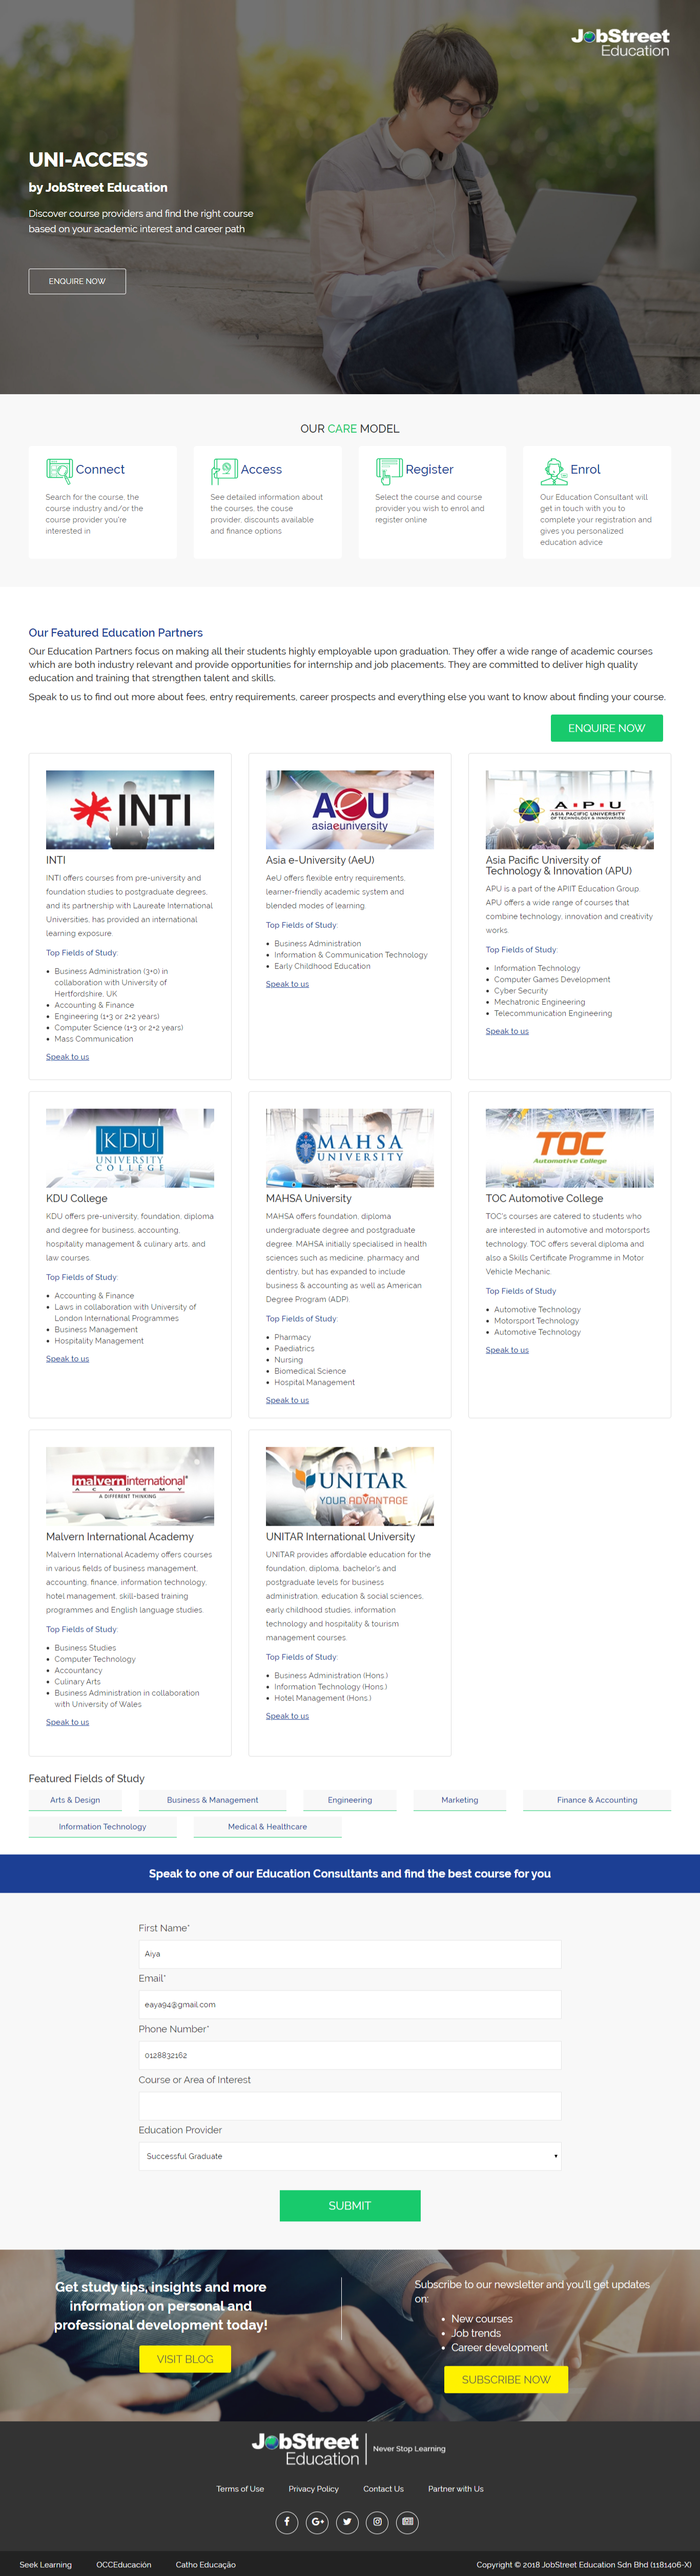 JobStreet
Education
UNI-ACCESS
by JobStreet Education
Discover course providers and find the right course
based on your academic interest and career path
ENQUIRE NOW
OUR CARE MODEL
Connect
Search for the course, the
course industry and/or the
course provider you're
interested in
Access
See detailed information about
the courses, the couse
provider, discounts available
and finance options
Register
Select the course and course
provider you wish to enrol and
register online
Enrol
Our Education Consultant will
get in touch with you to
complete your registration and
gives you personalized
education advice
Our Featured Education Partners
Our Education Partners focus on making all their students highly employable upon graduation. They offer a wide range of academic courses
which are both industry relevant and provide opportunities for internship and job placements. They are committed to deliver high quality
education and training that strengthen talent and skills.
Speak to us to find out more about fees, entry requirements, career prospects and everything else you want to know about finding your course.
ENQUIRE NOW
INTI
INTI
INTI offers courses from pre-university and
foundation studies to postgraduate degrees,
and its partnership with Laureate International
Universities, has provided an international
learning exposure.
Top Fields of Study:
• Business Administration (3+0) in
collaboration with University of
Hertfordshire, UK
• Accounting & Finance
• Engineering (1+3 or 2+2 years)
• Computer Science (1+3 or 2+2 years)
• Mass Communication
Speak to us
AeU
asiaeuniversity
Asia e-University (AeU)
AeU offers flexible entry requirements,
learner-friendly academic system and
blended modes of learning.
Top Fields of Study:
• Business Administration
• Information & Communication Technology
• Early Childhood Education
Speak to us
A·P·U
ASIA PACIFIC UNIVERSITY
OF TECHNOLOGY & INNOVATION
Asia Pacific University of
Technology & Innovation (APU)
APU is a part of the APIIT Education Group.
APU offers a wide range of courses that
combine technology, innovation and creativity
works.
Top Fields of Study:
• Information Technology
• Computer Games Development
• Cyber Security
• Mechatronic Engineering
• Telecommunication Engineering
Speak to us
KDU
UNIVERSITY
COLLEGE
KDU College
KDU offers pre-university, foundation, diploma
and degree for business, accounting,
hospitality management & culinary arts, and
law courses.
Top Fields of Study:
• Accounting & Finance
• Laws in collaboration with University of
London International Programmes
• Business Management
• Hospitality Management
Speak to us
MAHSA
UNIVERSITY
MAHSA University
MAHSA offers foundation, diploma
undergraduate degree and postgraduate
degree. MAHSA initially specialised in health
sciences such as medicine, pharmacy and
dentistry, but has expanded to include
business & accounting as well as American
Degree Program (ADP).
Top Fields of Study:
• Pharmacy
• Paediatrics
• Nursing
• Biomedical Science
• Hospital Management
Speak to us
TOC
Automotive College
TOC Automotive College
TOC's courses are catered to students who
are interested in automotive and motorsports
technology. TOC offers several diploma and
also a Skills Certificate Programme in Motor
Vehicle Mechanic.
Top Fields of Study
• Automotive Technology
• Motorsport Technology
• Automotive Technology
Speak to us
malvern international
ACADEMY
A DIFFERENT THINKING
Malvern International Academy
Malvern International Academy offers courses
in various fields of business management,
accounting, finance, information technology,
hotel management, skill-based training
programmes and English language studies.
Top Fields of Study:
• Business Studies
• Computer Technology
• Accountancy
• Culinary Arts
• Business Administration in collaboration
with University of Wales
Speak to us
UNITAR
YOUR ADVANTAGE
UNITAR International University
UNITAR provides affordable education for the
foundation, diploma, bachelor's and
postgraduate levels for business
administration, education & social sciences,
early childhood studies, information
technology and hospitality & tourism
management courses.
Top Fields of Study:
• Business Administration (Hons.)
• Information Technology (Hons.)
• Hotel Management (Hons.)
Speak to us
Featured Fields of Study
Arts & Design
Business & Management
Engineering
Marketing
Finance & Accounting
Information Technology
Medical & Healthcare
Speak to one of our Education Consultants and find the best course for you
First Name*
Aiya
Email*
eaya94@gmail.com
Phone Number*
0128832162
Course or Area of Interest
Education Provider
Successful Graduate
SUBMIT
Get study tips, insights and more
information on personal and
professional development today!
VISIT BLOG
Subscribe to our newsletter and you'll get updates
on:
• New courses
• Job trends
• Career development
SUBSCRIBE NOW
JobStreet
Education
Never Stop Learning
Terms of Use
Privacy Policy
Contact Us
Partner with Us
Seek Learning
OCCEducación
Catho Educação
Copyright © 2018 JobStreet Education Sdn Bhd (1181406-X)